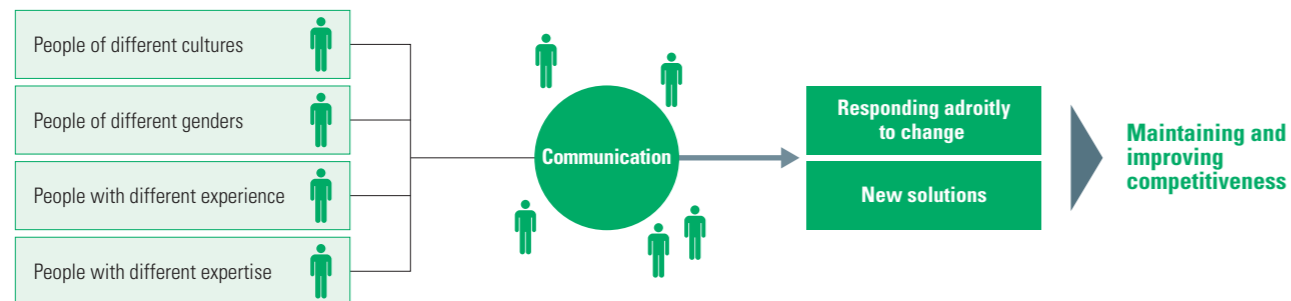 People of different cultures
People of different genders
People with different experience
People with different expertise
Communication
Responding adroitly
to change
New solutions
Maintaining and
improving
competitiveness